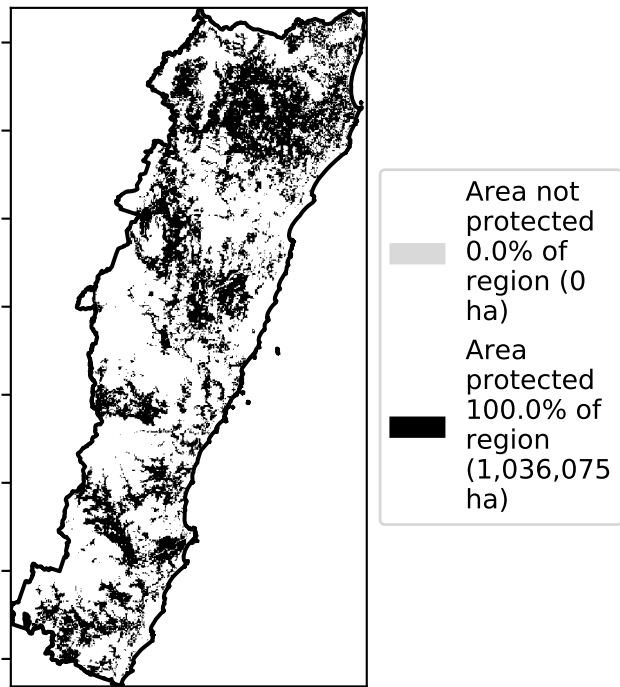 Area not
protected
0.0% of
region (0
ha)
Area
protected
100.0% of
region
(1,036,075
ha)